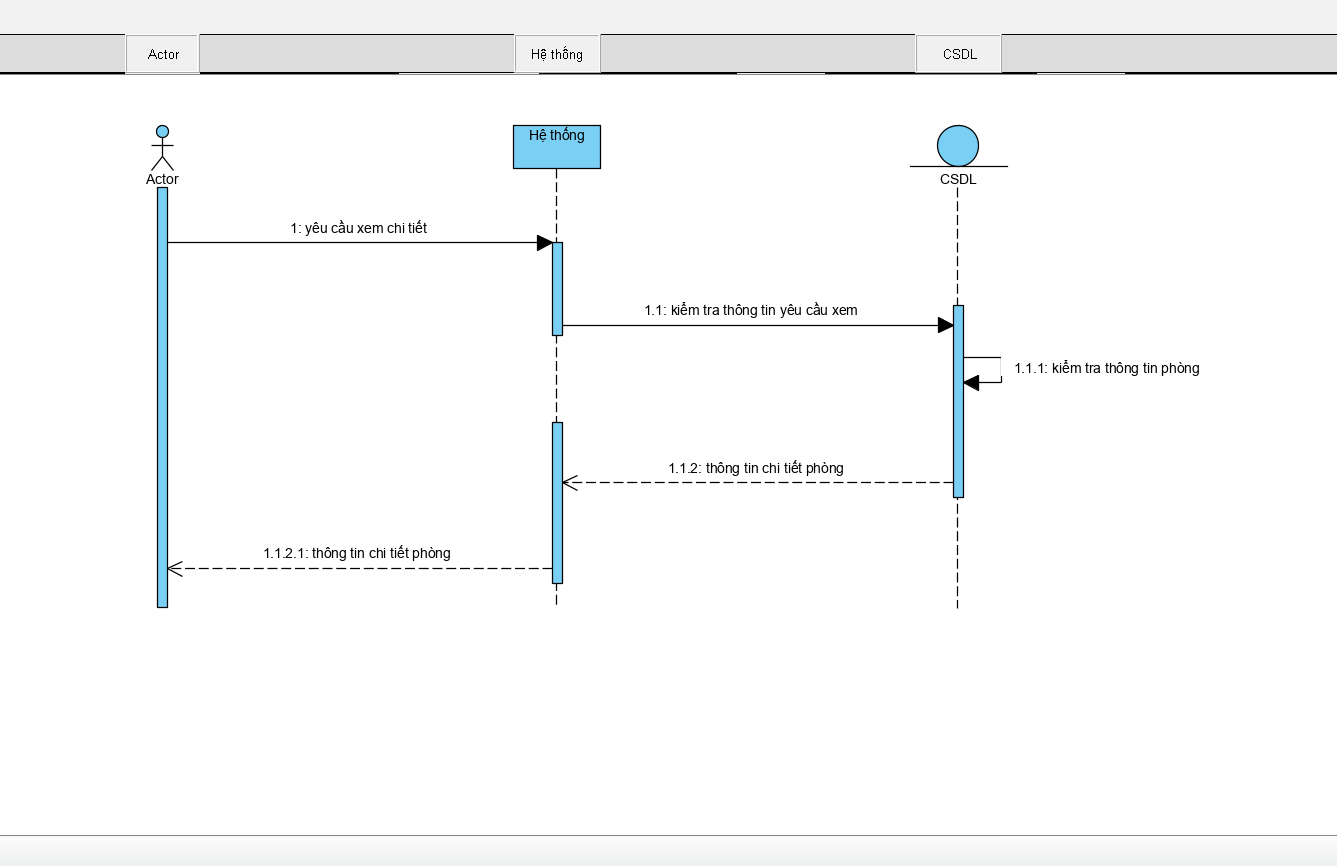 Actor
Hệ thống
CSDL
Hệ thống
Actor
CSDL
1: yêu cầu xem chi tiết
1.1: kiểm tra thông tin yêu cầu xem
1.1.1: kiểm tra thông tin phòng
1.1.2: thông tin chi tiết phòng
1.1.2.1: thông tin chi tiết phòng